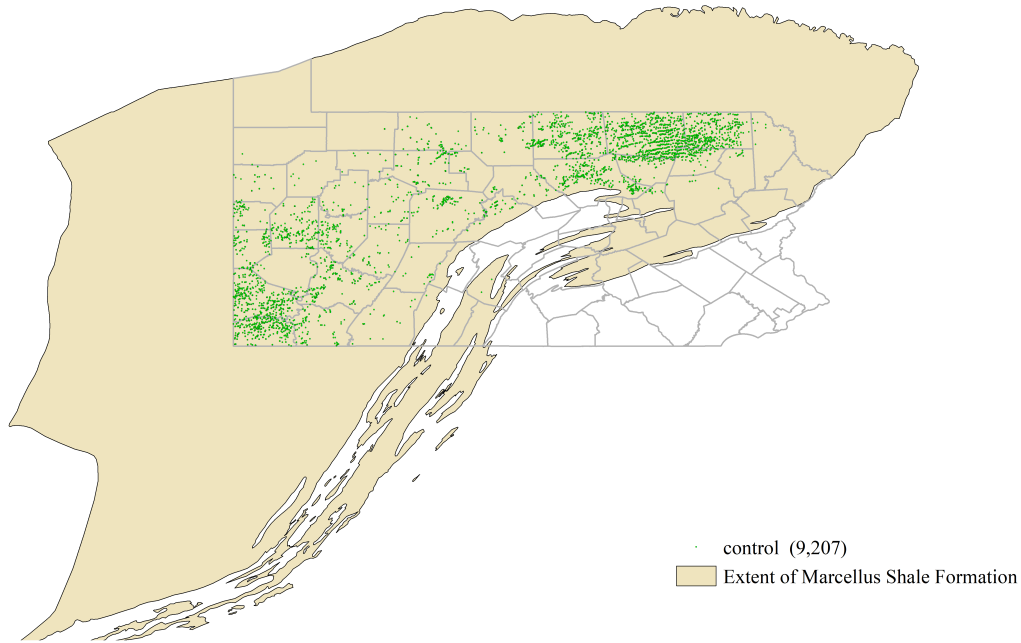 control (9,207)
Extent of Marcellus Shale Formation